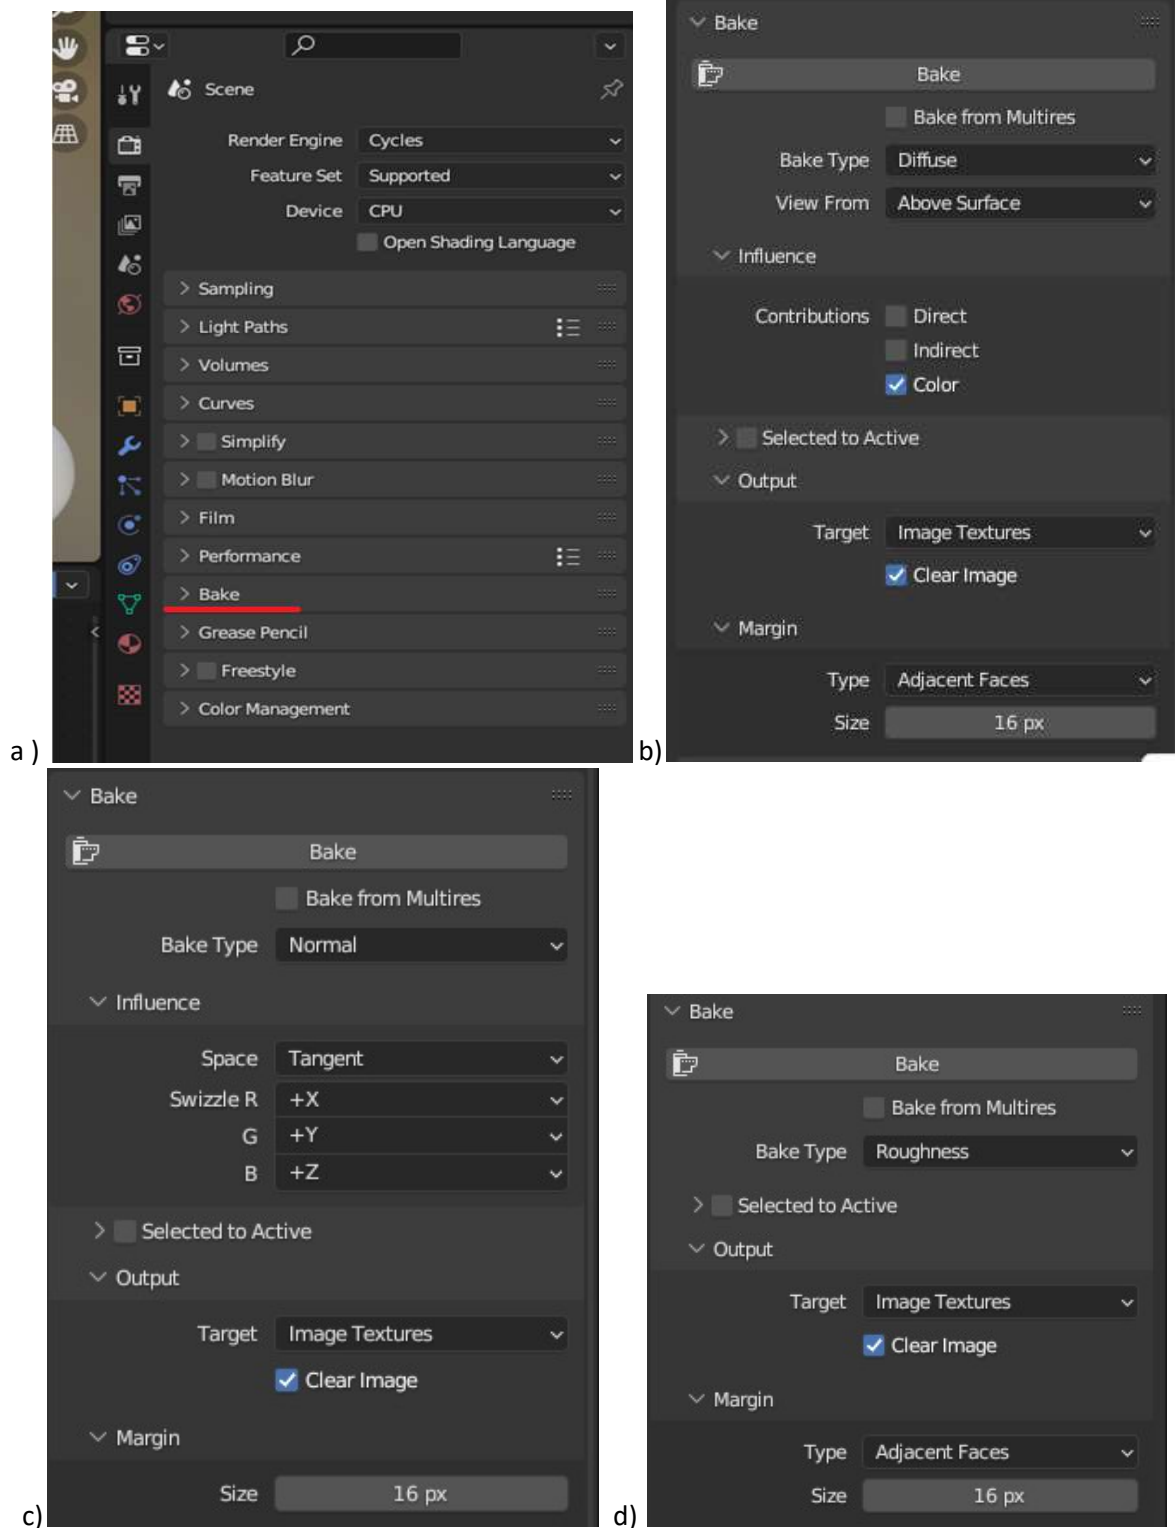 Scene
Render Engine Cycles
Feature Set Supported
Device CPU
Open Shading Language
Sampling
Light Paths
Volumes
Curves
Simplify
Motion Blur
Film
Performance
Bake
Grease Pencil
Freestyle
Color Management
a )
Bake
Bake
Bake from Multires
Bake Type Diffuse
View From Above Surface
Influence
Contributions Direct
Indirect
Color
Selected to Active
Output
Target Image Textures
Clear Image
Margin
Type Adjacent Faces
Size 16 px
b)
Bake
Bake
Bake from Multires
Bake Type Normal
Influence
Space Tangent
Swizzle R +X
G +Y
B +Z
Selected to Active
Output
Target Image Textures
Clear Image
Margin
Size 16 px
c)
Bake
Bake
Bake from Multires
Bake Type Roughness
Selected to Active
Output
Target Image Textures
Clear Image
Margin
Type Adjacent Faces
Size 16 px
d)